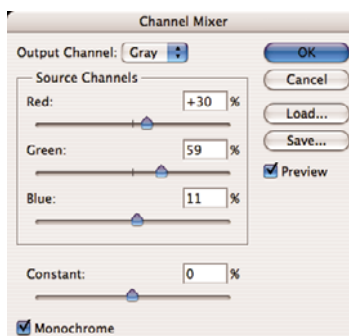 Channel Mixer
Output Channel: Gray
OK
Source Channels
Cancel
Red: +30 %
Load...
Save...
Green: 59 %
Preview
Blue: 11 %
Constant: 0 %
Monochrome